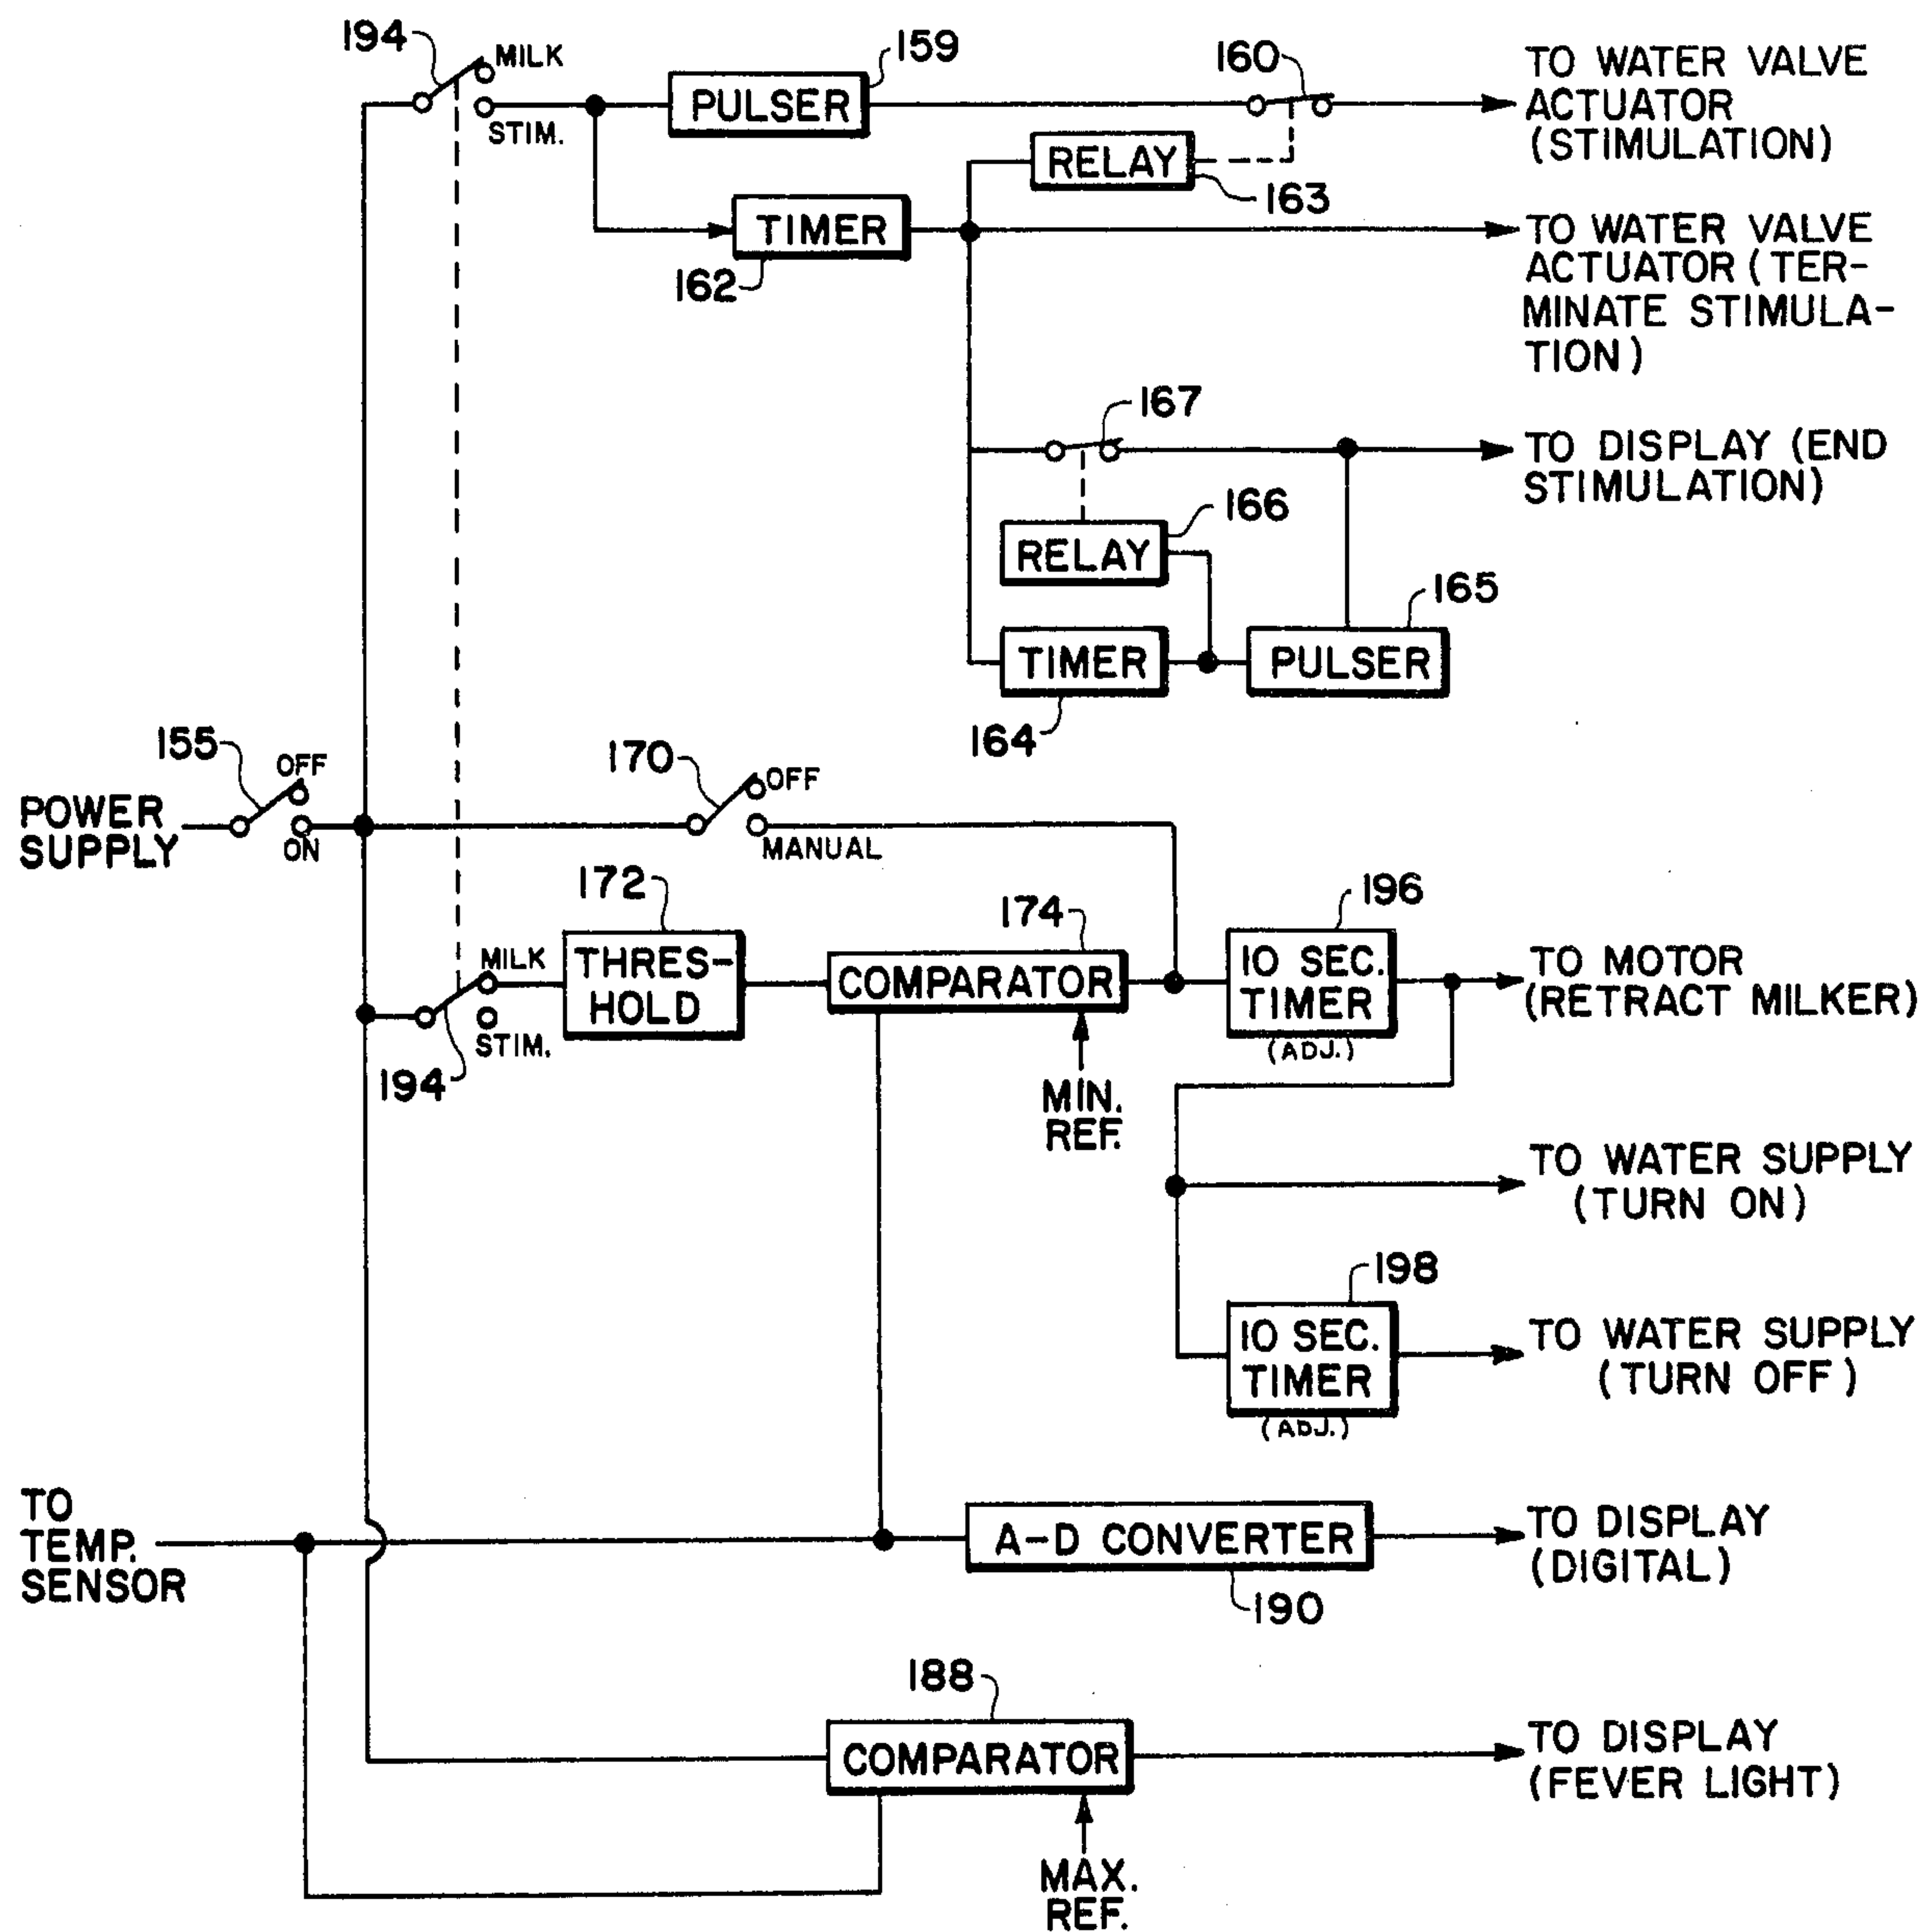 194
MILK
STIM.
PULSER
159
160
TO WATER VALVE
ACTUATOR
(STIMULATION)
RELAY
163
TIMER
162
TO WATER VALVE
ACTUATOR (TER-
MINATE STIMULA-
TION)
167
TO DISPLAY (END
STIMULATION)
RELAY
166
TIMER
164
PULSER
165
POWER
SUPPLY
155
OFF
ON
170
OFF
MANUAL
194
MILK
STIM.
172
THRES-
HOLD
174
COMPARATOR
MIN.
REF.
196
10 SEC.
TIMER
(ADJ.)
TO MOTOR
(RETRACT MILKER)
TO WATER SUPPLY
(TURN ON)
198
10 SEC.
TIMER
(ADJ.)
TO WATER SUPPLY
(TURN OFF)
TO
TEMP.
SENSOR
A-D CONVERTER
190
TO DISPLAY
(DIGITAL)
188
COMPARATOR
MAX.
REF.
TO DISPLAY
(FEVER LIGHT)